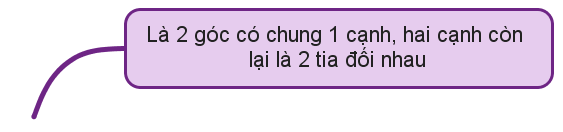 Là 2 góc có chung 1 cạnh, hai cạnh còn
lại là 2 tia đối nhau